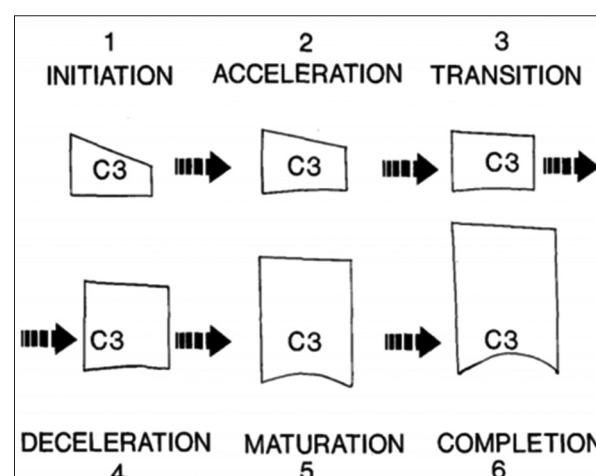 1 2 3
INITIATION ACCELERATION TRANSITION
C3 C3 C3
C3 C3 C3
DECELERATION MATURATION COMPLETION
4 5 6